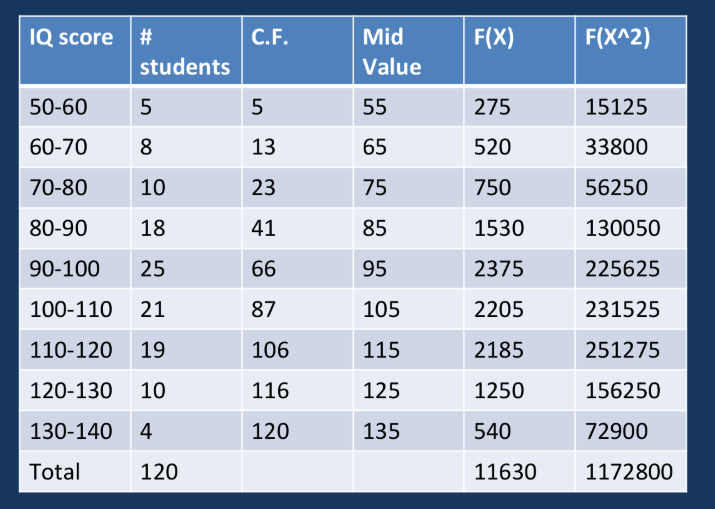 IQ score # students C.F. Mid Value F(X) F(X^2)
50-60 5 5 55 275 15125
60-70 8 13 65 520 33800
70-80 10 23 75 750 56250
80-90 18 41 85 1530 130050
90-100 25 66 95 2375 225625
100-110 21 87 105 2205 231525
110-120 19 106 115 2185 251275
120-130 10 116 125 1250 156250
130-140 4 120 135 540 72900
Total 120 11630 1172800